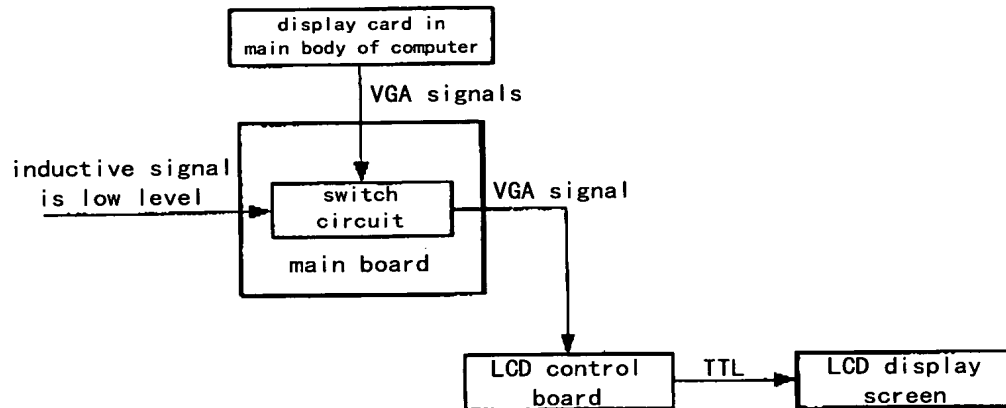 display card in
main body of computer
VGA signals
inductive signal
is low level
switch
circuit
VGA signal
main board
LCD control
board
TTL
LCD display
screen